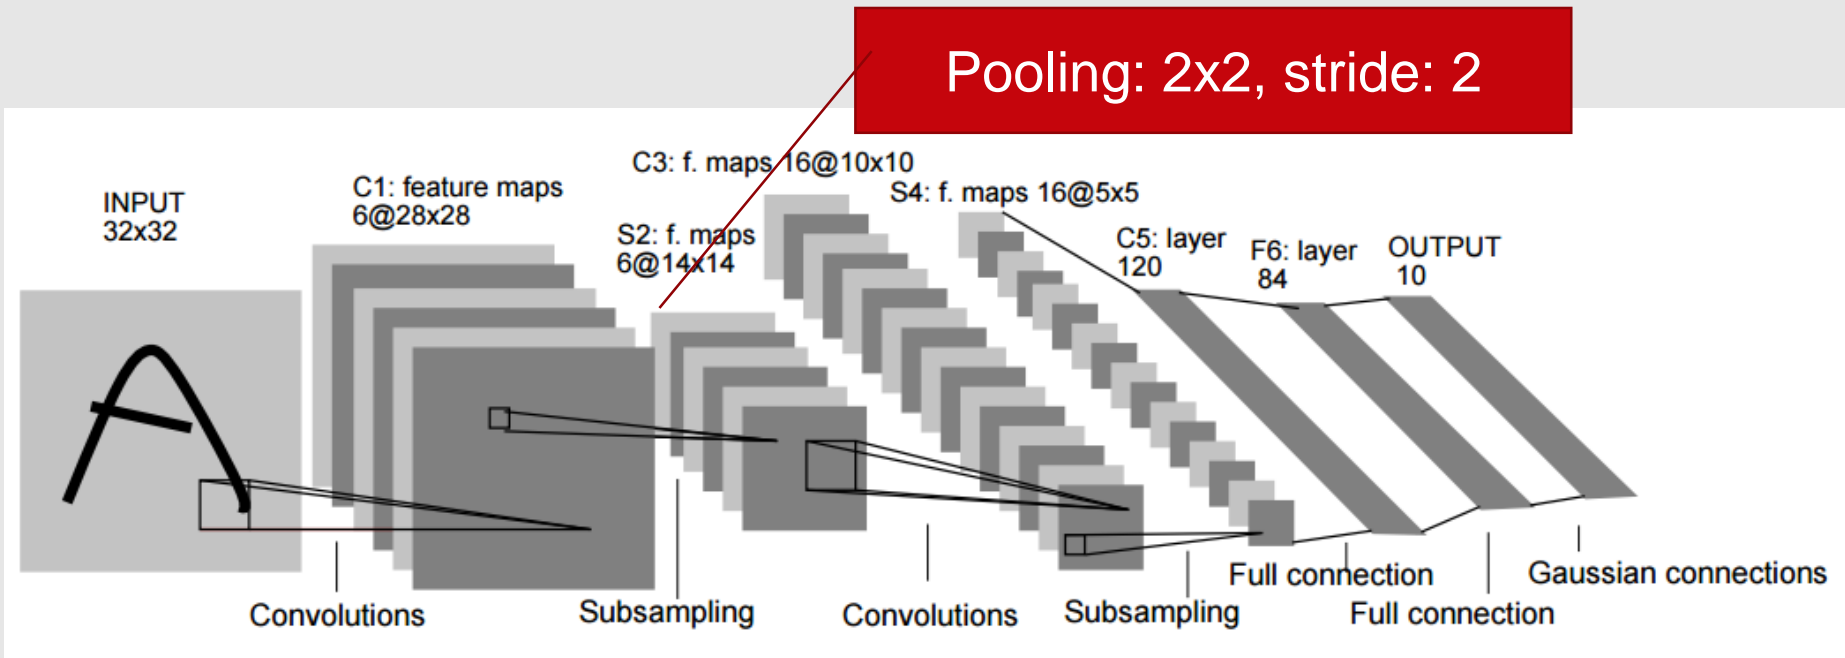 Pooling: 2x2, stride: 2
INPUT
32x32
C1: feature maps
6@28x28
C3: f. maps 16@10x10
S2: f. maps
6@14x14
S4: f. maps 16@5x5
C5: layer
120
F6: layer
84
OUTPUT
10
Convolutions
Subsampling
Convolutions
Subsampling
Full connection
Full connection
Gaussian connections